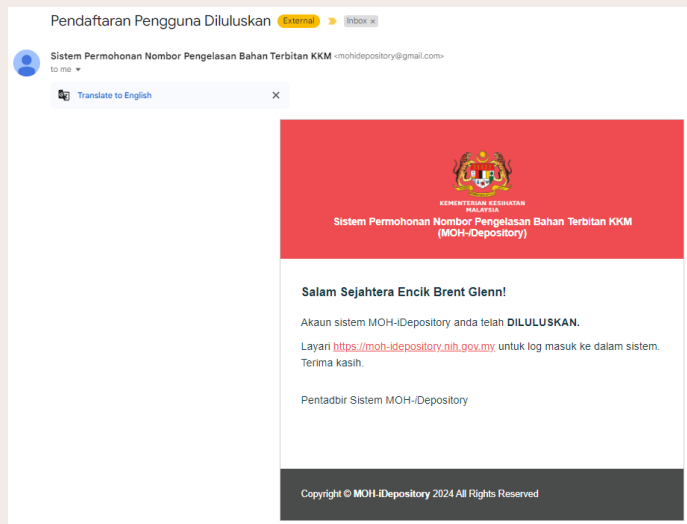 Pendaftaran Pengguna Diluluskan External Inbox x
Sistem Permohonan Nombor Pengelasan Bahan Terbitan KKM <mohidepository@gmail.com>
to me
Translate to English
KEMENTERIAN KESIHATAN
MALAYSIA
Sistem Permohonan Nombor Pengelasan Bahan Terbitan KKM
(MOH-iDepository)
Salam Sejahtera Encik Brent Glenn!
Akaun sistem MOH-iDepository anda telah DILULUSKAN.
Layari https://moh-idepository.nih.gov.my untuk log masuk ke dalam sistem.
Terima kasih.
Pentadbir Sistem MOH-iDepository
Copyright © MOH-iDepository 2024 All Rights Reserved